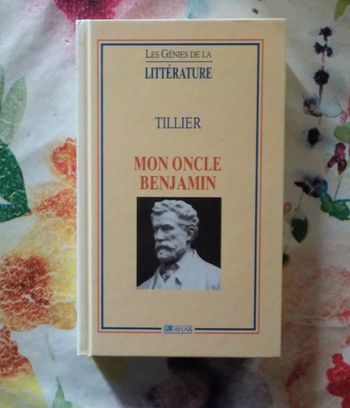 LES GÉNIES DE LA
LITTÉRATURE
TILLIER
MON ONCLE
BENJAMIN
ATLAS